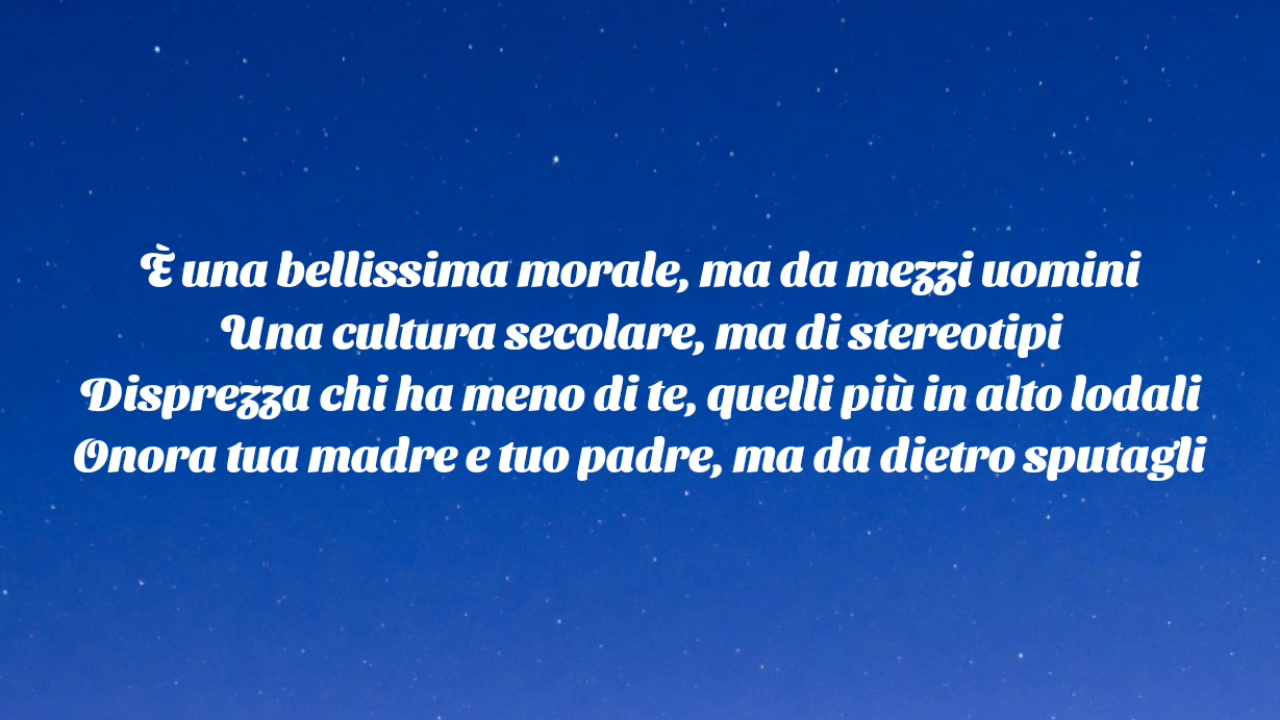 È una bellissima morale, ma da mezzi uomini
Una cultura secolare, ma di stereotipi
Disprezza chi ha meno di te, quelli più in alto lodali
Onora tua madre e tuo padre, ma da dietro sputagli